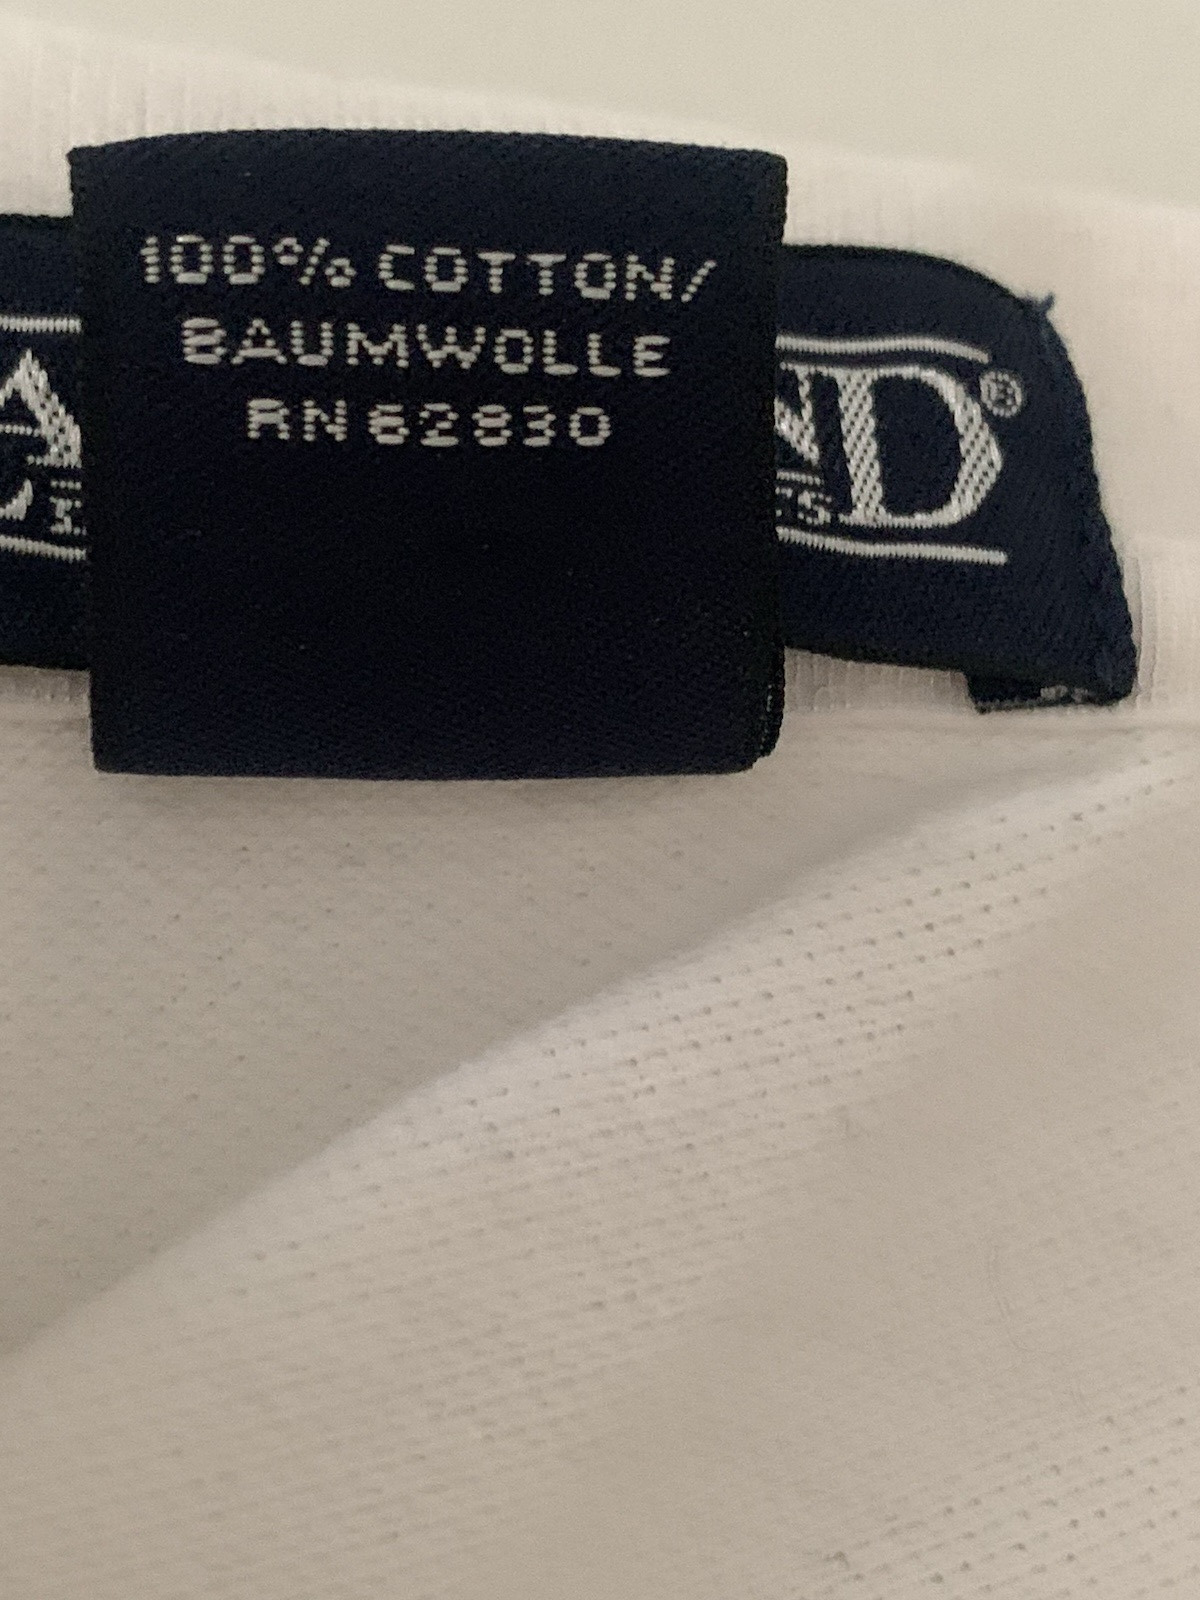 100% COTTON/
BAUMWOLLE
RN 62830